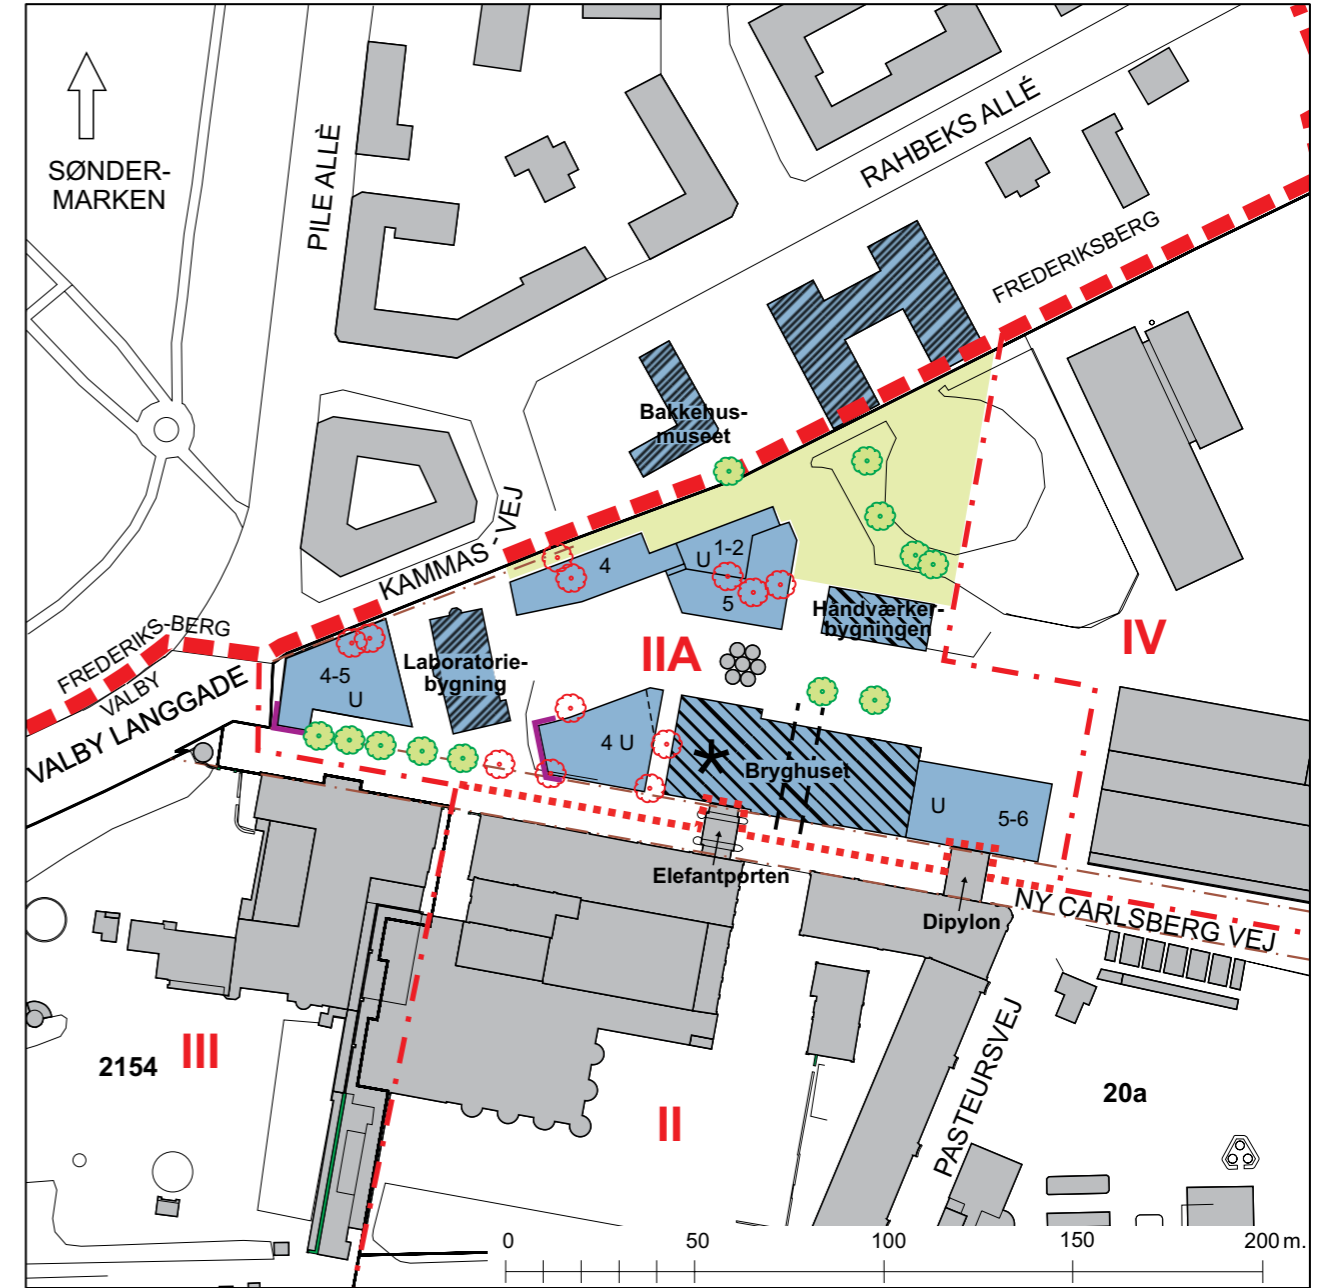 SØNDER-
MARKEN
PILE ALLÈ
RAHBEKS ALLÉ
FREDERIKSBERG
Bakkehus-
museet
KAMMAS - VEJ
4
U
1-2
5
Håndværker-
bygningen
FREDERIKS-BERG
VALBY
VALBY LANGGADE
4-5
U
Laboratorie-
bygning
IIA
IV
4 U
Bryghuset
U
5-6
Elefantporten
Dipylon
NY CARLSBERG VEJ
2154
III
II
PASTEURSVEJ
20a
0
50
100
150
200 m.